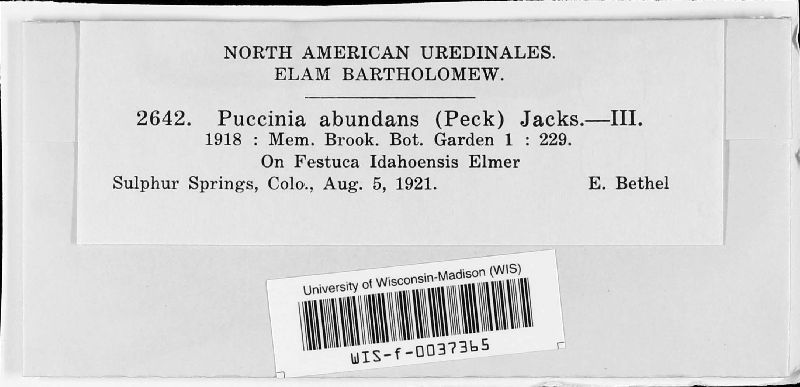 NORTH AMERICAN UREDINALES.
ELAM BARTHOLOMEW.
2642. Puccinia abundans (Peck) Jacks.—III.
1918 : Mem. Brook. Bot. Garden 1 : 229.
On Festuca Idahoensis Elmer
Sulphur Springs, Colo., Aug. 5, 1921. E. Bethel
University of Wisconsin-Madison (WIS)
WIS-f-0037365